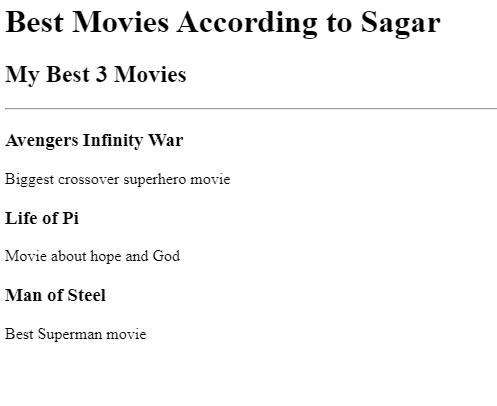 Best Movies According to Sagar
My Best 3 Movies
Avengers Infinity War
Biggest crossover superhero movie
Life of Pi
Movie about hope and God
Man of Steel
Best Superman movie